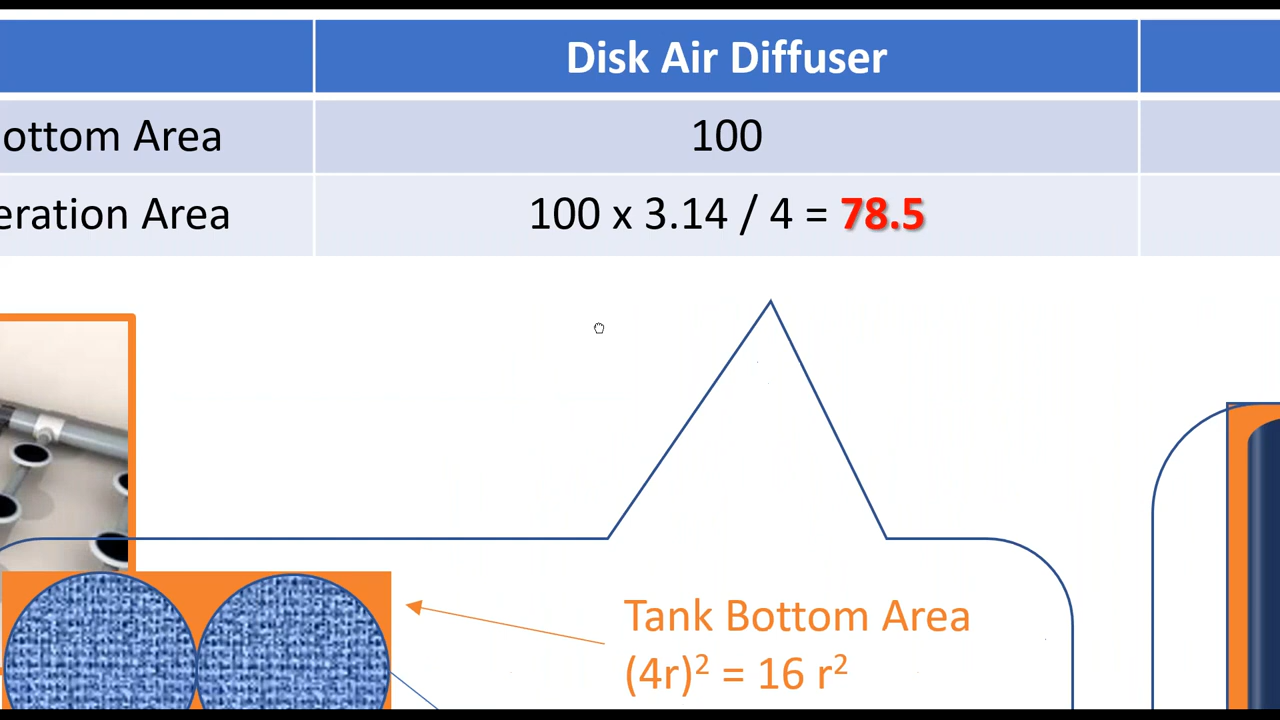 Disk Air Diffuser
ottom Area
100
eration Area
100 x 3.14 / 4 = 78.5
Tank Bottom Area
(4r)² = 16 r²